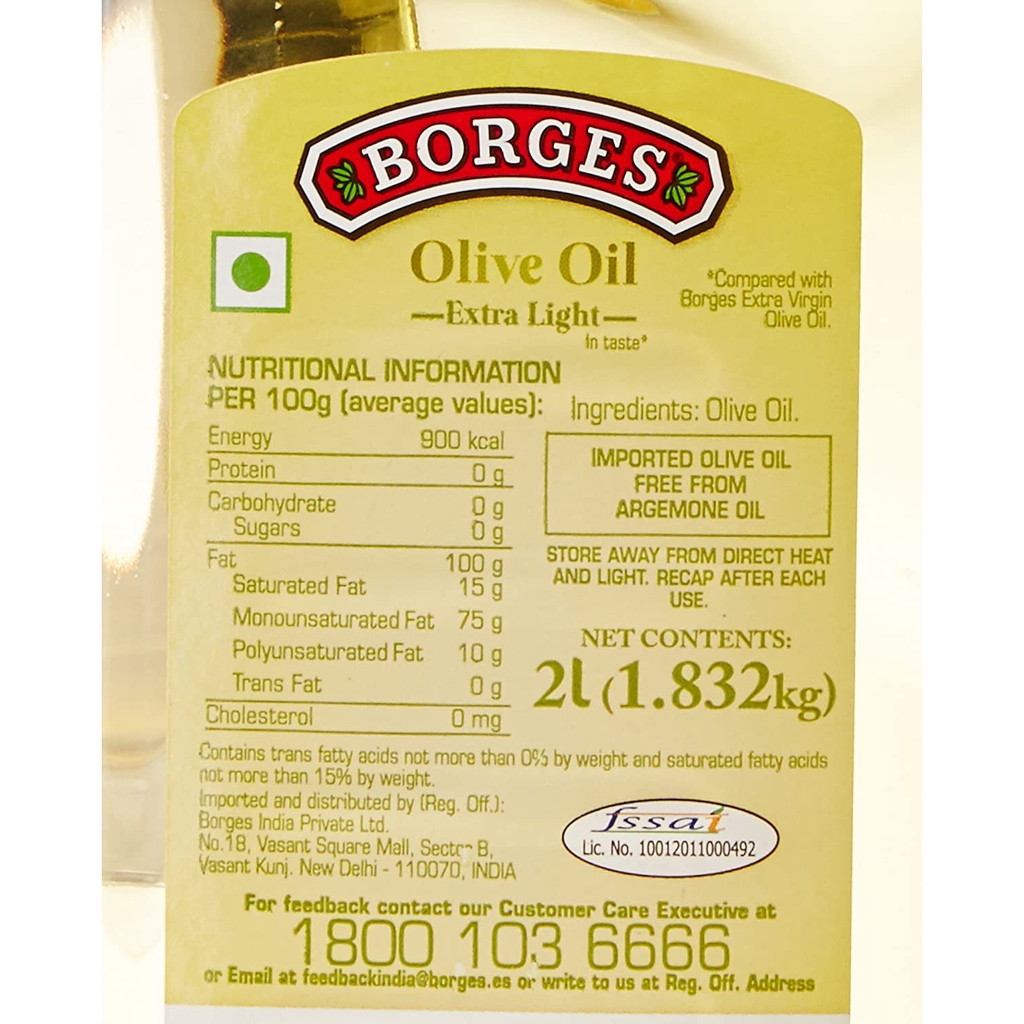 BORGES
Olive Oil
—Extra Light—
In taste*
*Compared with
Borges Extra Virgin
Olive Oil.
NUTRITIONAL INFORMATION
PER 100g (average values):
Energy 900 kcal
Protein 0 g
Carbohydrate 0 g
Sugars 0 g
Fat 100 g
Saturated Fat 15 g
Monounsaturated Fat 75 g
Polyunsaturated Fat 10 g
Trans Fat 0 g
Cholesterol 0 mg
Ingredients: Olive Oil.
IMPORTED OLIVE OIL
FREE FROM
ARGEMONE OIL
STORE AWAY FROM DIRECT HEAT
AND LIGHT. RECAP AFTER EACH
USE.
NET CONTENTS:
2l (1.832kg)
Contains trans fatty acids not more than 0% by weight and saturated fatty acids
not more than 15% by weight.
Imported and distributed by (Reg. Off.):
Borges India Private Ltd.
No.18, Vasant Square Mall, Sector B,
Vasant Kunj. New Delhi - 110070, INDIA
fssai
Lic. No. 10012011000492
For feedback contact our Customer Care Executive at
1800 103 6666
or Email at feedbackindia@borges.es or write to us at Reg. Off. Address